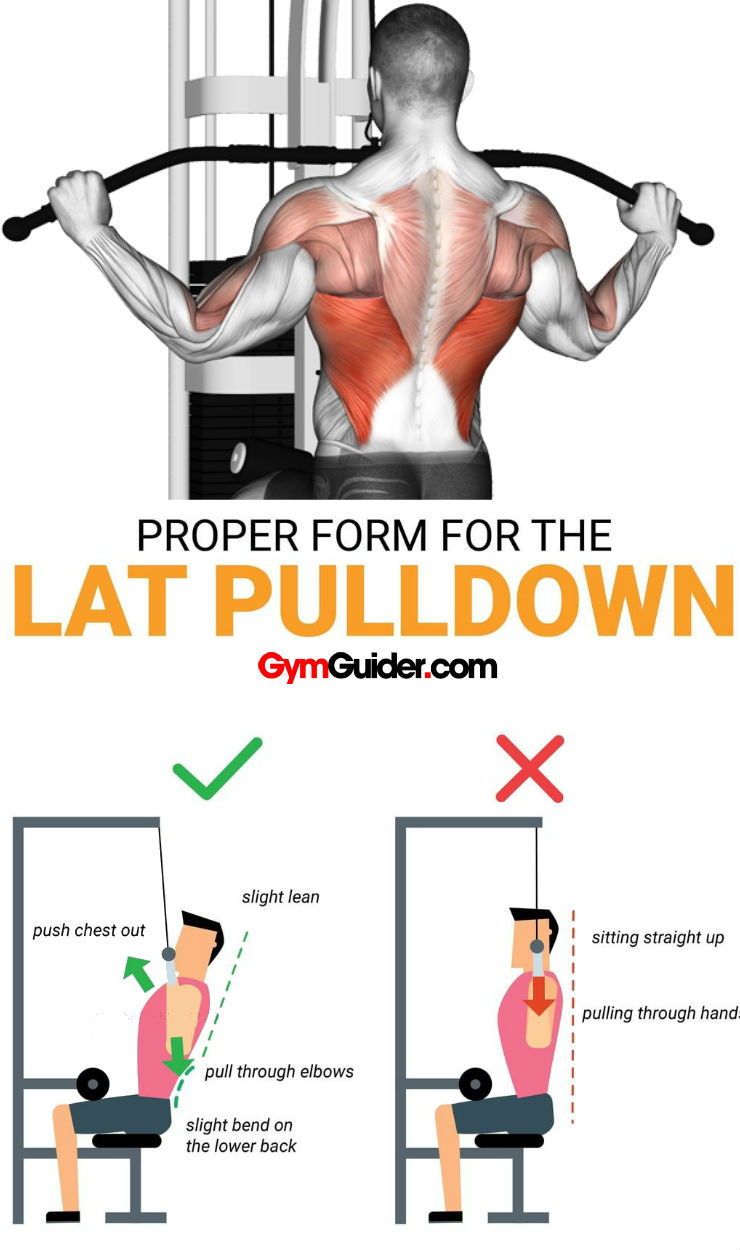 PROPER FORM FOR THE
LAT PULLDOWN
GymGuider.com
slight lean
push chest out
pull through elbows
slight bend on
the lower back
sitting straight up
pulling through hands